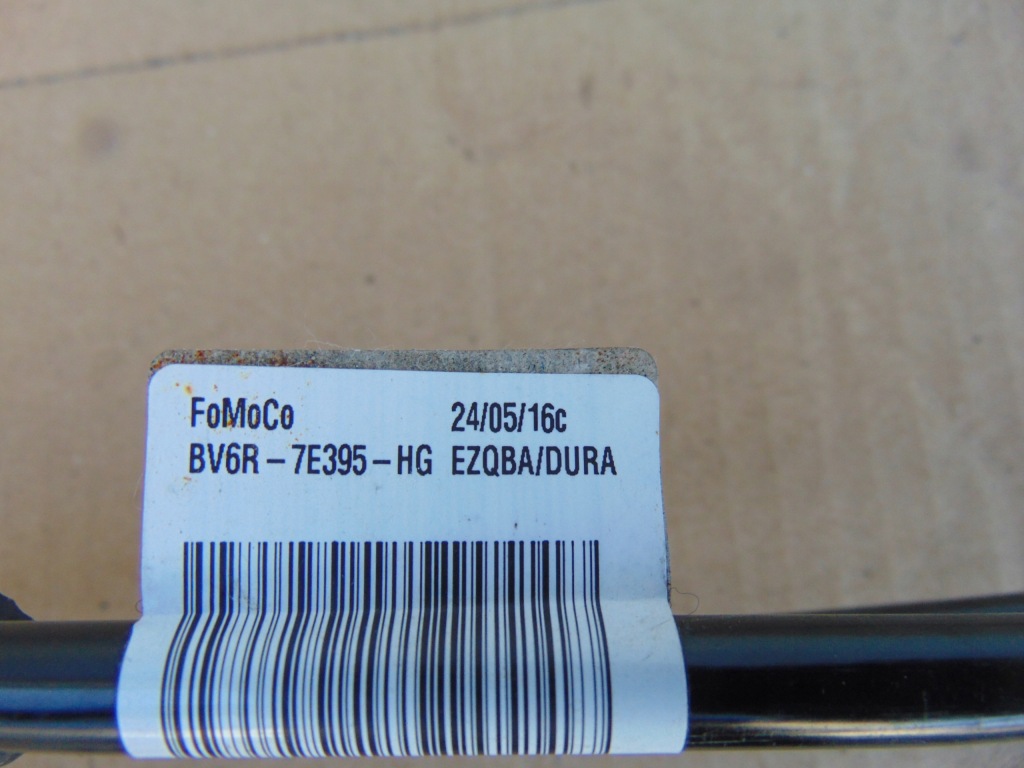 FoMoCo 24/05/16c
BV6R-7E395-HG EZQBA/DURA